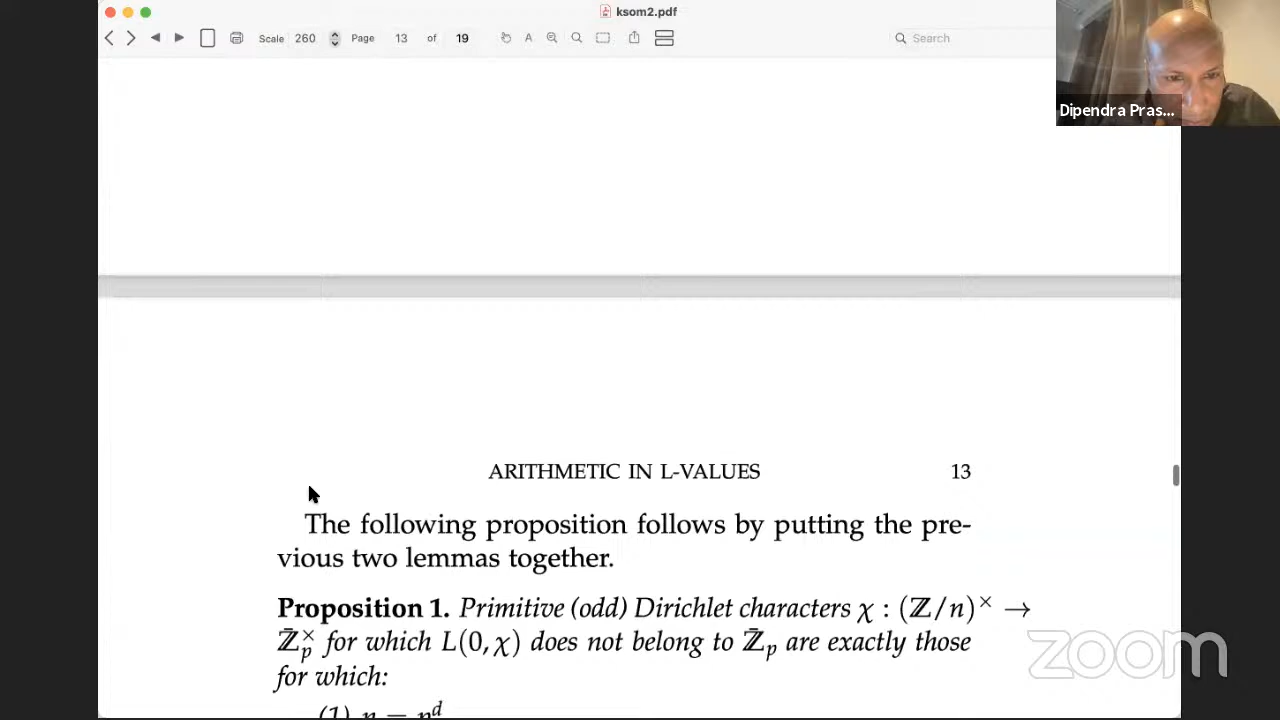 ksom2.pdf
Scale 260 Page 13 of 19 A Search
Dipendra Pras...
ARITHMETIC IN L-VALUES 13
The following proposition follows by putting the pre-
vious two lemmas together.
Proposition 1. Primitive (odd) Dirichlet characters χ : (ℤ/n)^× →
ℤ̄_p^× for which L(0, χ) does not belong to ℤ̄_p are exactly those
for which:
(1) n = p^d
zoom